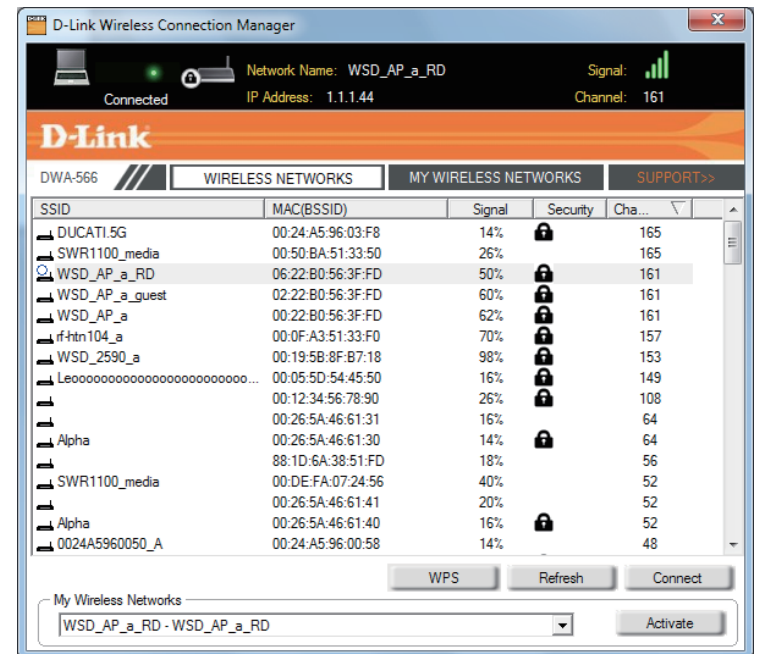 D-Link Wireless Connection Manager
Network Name: WSD_AP_a_RD Signal:
Connected IP Address: 1.1.1.44 Channel: 161
D-Link
DWA-566 WIRELESS NETWORKS MY WIRELESS NETWORKS SUPPORT>>
SSID MAC(BSSID) Signal Security Cha...
DUCATI.5G 00:24:A5:96:03:F8 14% 165
SWR1100_media 00:50:BA:51:33:50 26% 165
WSD_AP_a_RD 06:22:B0:56:3F:FD 50% 161
WSD_AP_a_guest 02:22:B0:56:3F:FD 60% 161
WSD_AP_a 00:22:B0:56:3F:FD 62% 161
rf-htn104_a 00:0F:A3:51:33:F0 70% 157
WSD_2590_a 00:19:5B:8F:B7:18 98% 153
Leooooooooooooooooooooooooo... 00:05:5D:54:45:50 16% 149
00:12:34:56:78:90 26% 108
00:26:5A:46:61:31 16% 64
Alpha 00:26:5A:46:61:30 14% 64
88:1D:6A:38:51:FD 18% 56
SWR1100_media 00:DE:FA:07:24:56 40% 52
00:26:5A:46:61:41 20% 52
Alpha 00:26:5A:46:61:40 16% 52
0024A5960050_A 00:24:A5:96:00:58 14% 48
WPS Refresh Connect
My Wireless Networks
WSD_AP_a_RD - WSD_AP_a_RD Activate